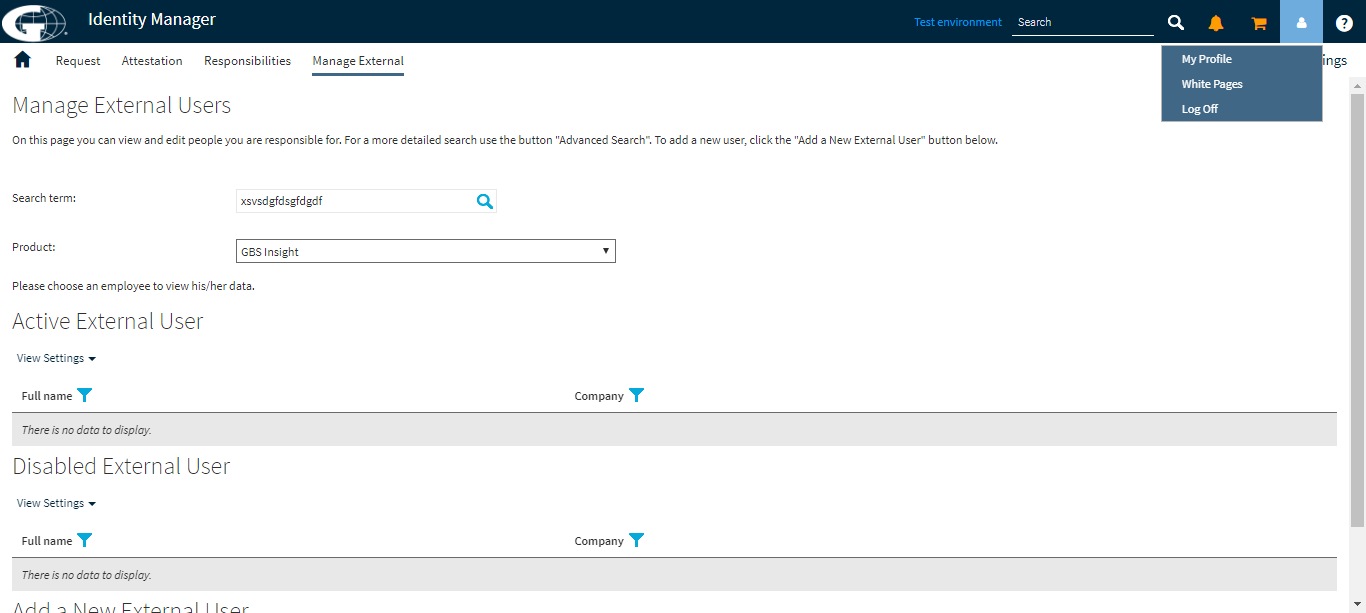 Identity Manager
Test environment
Search
Request
Attestation
Responsibilities
Manage External
ings
My Profile
White Pages
Log Off
Manage External Users
On this page you can view and edit people you are responsible for. For a more detailed search use the button "Advanced Search". To add a new user, click the "Add a New External User" button below.
Search term:
xsvsdgfdsgfdgdf
Product:
GBS Insight
Please choose an employee to view his/her data.
Active External User
View Settings
Full name
Company
There is no data to display.
Disabled External User
View Settings
Full name
Company
There is no data to display.
Add a New External User